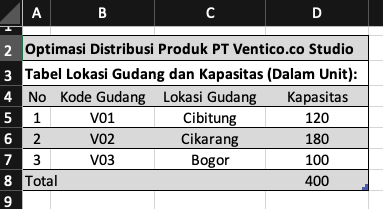 A B C D
1
2 Optimasi Distribusi Produk PT Ventico.co Studio
3 Tabel Lokasi Gudang dan Kapasitas (Dalam Unit):
4 No Kode Gudang Lokasi Gudang Kapasitas
5 1 V01 Cibitung 120
6 2 V02 Cikarang 180
7 3 V03 Bogor 100
8 Total 400
9